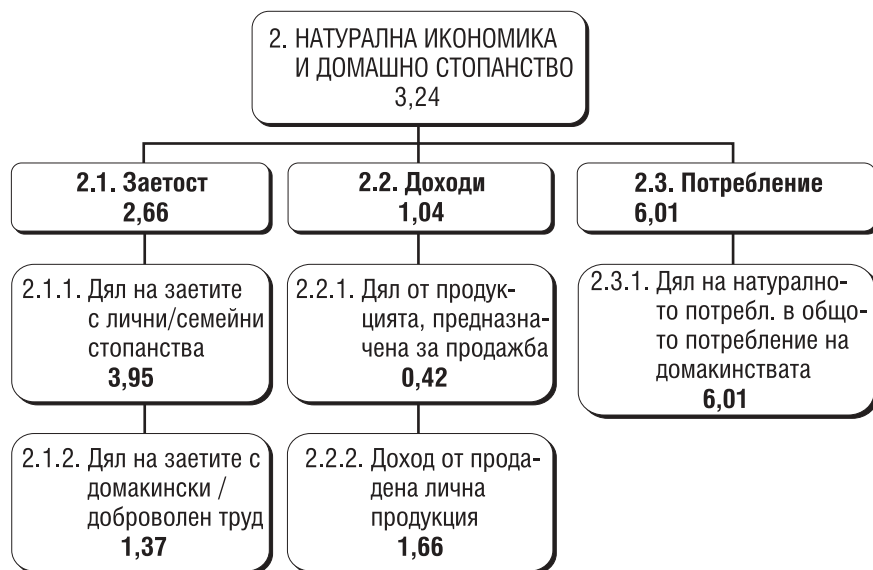 2. НАТУРАЛНА ИКОНОМИКА
И ДОМАШНО СТОПАНСТВО
3,24
2.1. Заетост
2,66
2.2. Доходи
1,04
2.3. Потребление
6,01
2.1.1. Дял на заетите
с лични/семейни
стопанства
3,95
2.2.1. Дял от продук-
цията, предназна-
чена за продажба
0,42
2.3.1. Дял на натурално-
то потребл. в общо-
то потребление на
домакинствата
6,01
2.1.2. Дял на заетите с
домакински /
доброволен труд
1,37
2.2.2. Доход от прода-
дена лична
продукция
1,66